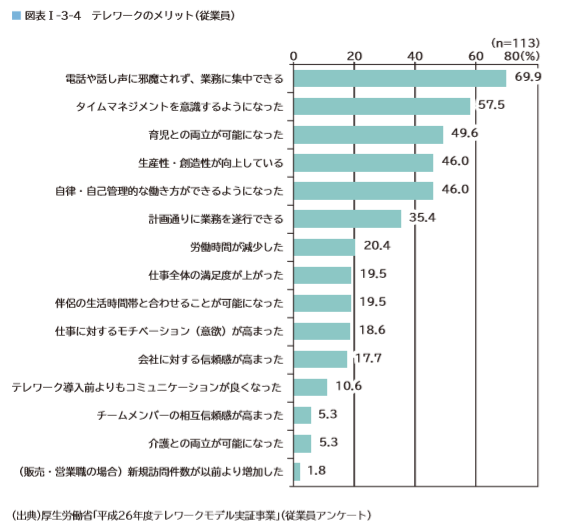 図表Ⅰ-3-4　テレワークのメリット(従業員)
(n=113)
0 20 40 60 80(%)
電話や話し声に邪魔されず、業務に集中できる 69.9
タイムマネジメントを意識するようになった 57.5
育児との両立が可能になった 49.6
生産性・創造性が向上している 46.0
自律・自己管理的な働き方ができるようになった 46.0
計画通りに業務を遂行できる 35.4
労働時間が減少した 20.4
仕事全体の満足度が上がった 19.5
伴侶の生活時間帯と合わせることが可能になった 19.5
仕事に対するモチベーション（意欲）が高まった 18.6
会社に対する信頼感が高まった 17.7
テレワーク導入前よりもコミュニケーションが良くなった 10.6
チームメンバーの相互信頼感が高まった 5.3
介護との両立が可能になった 5.3
（販売・営業職の場合）新規訪問件数が以前より増加した 1.8
(出典)厚生労働省「平成26年度テレワークモデル実証事業」(従業員アンケート)